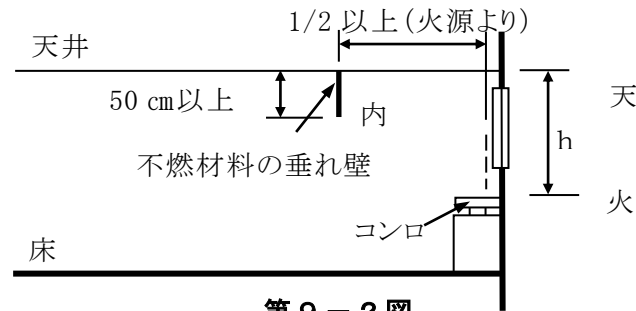 1/2 以上(火源より)
天井
50 cm以上
内
天
h
不燃材料の垂れ壁
火
コンロ
床